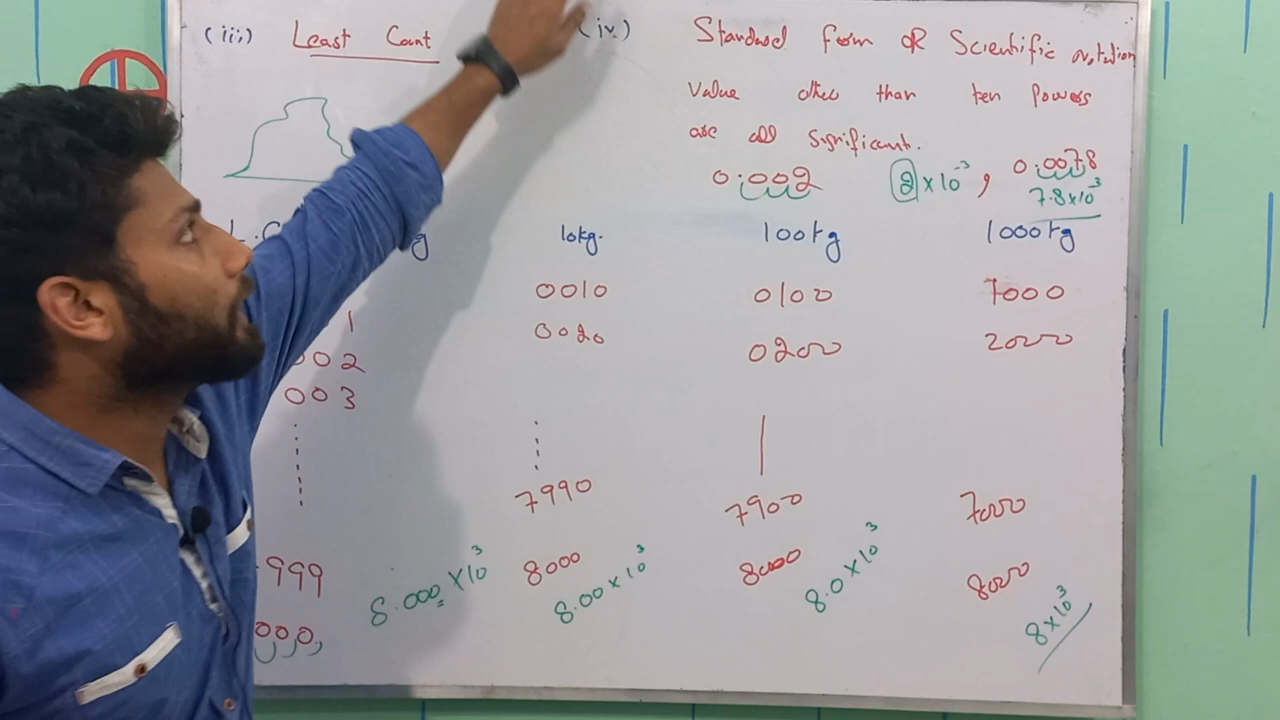 (iii) Least Count
(iv) Standard form OR Scientific notation
value other than ten powers
are all significant.
0.002 2×10⁻³, 0.0078
7.8×10⁻³
L.C g 10kg. 100kg 1000kg
1 0010 0100 7000
002 0020 0200 2000
003
7990 7900 7000
999 8.000×10³ 8000 8.00×10³ 8000 8.0×10³ 8000 8×10³
000